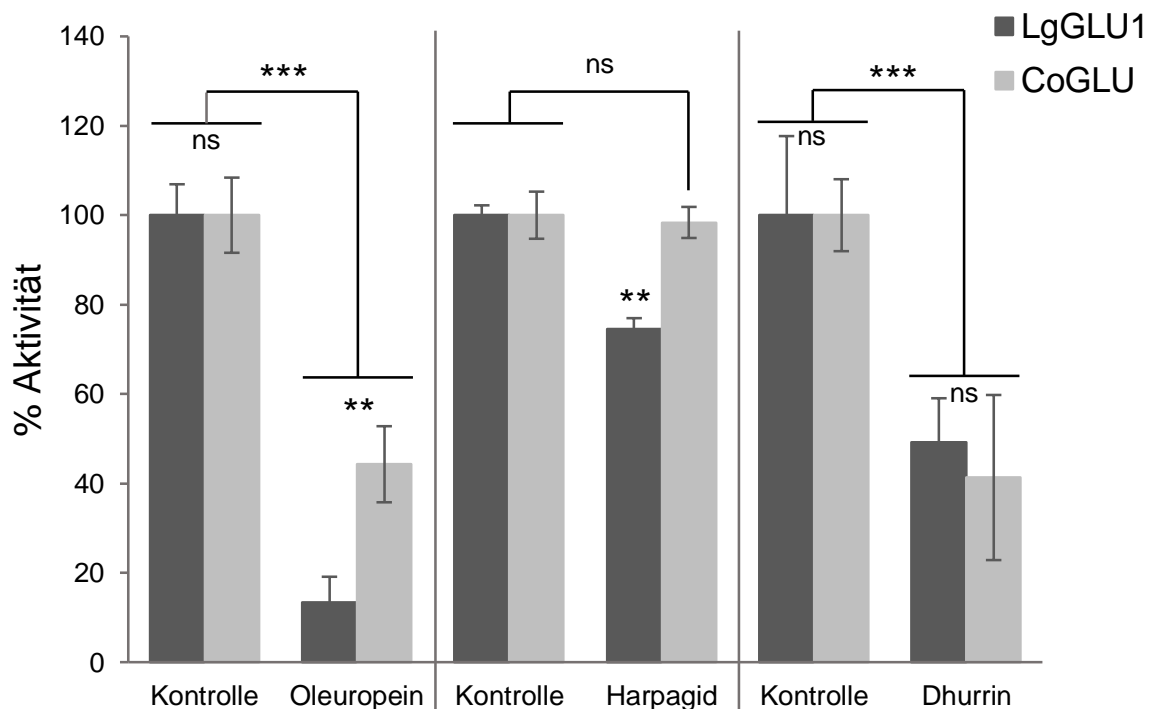 LgGLU1
CoGLU
% Aktivität
140
120
100
80
60
40
20
0
***
ns
**
ns
**
***
ns
ns
Kontrolle Oleuropein Kontrolle Harpagid Kontrolle Dhurrin